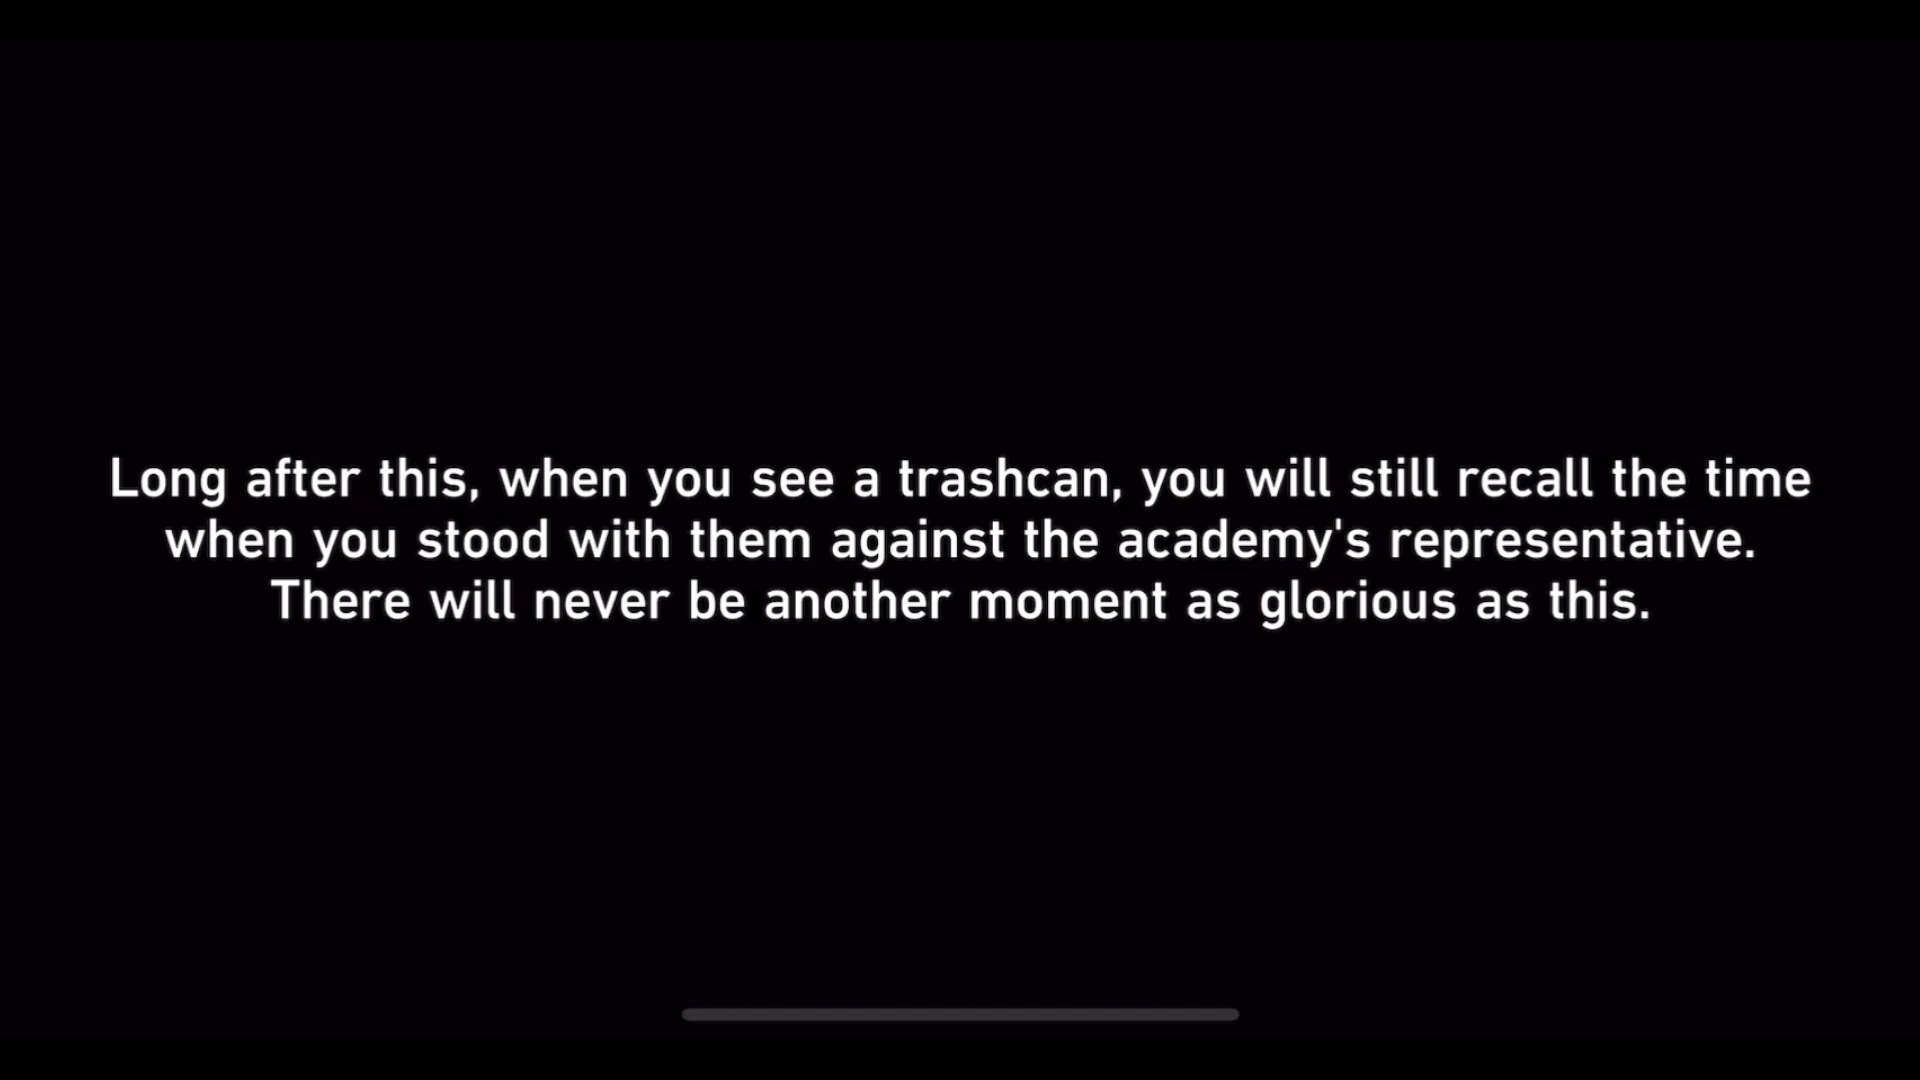 Long after this, when you see a trashcan, you will still recall the time
when you stood with them against the academy's representative.
There will never be another moment as glorious as this.